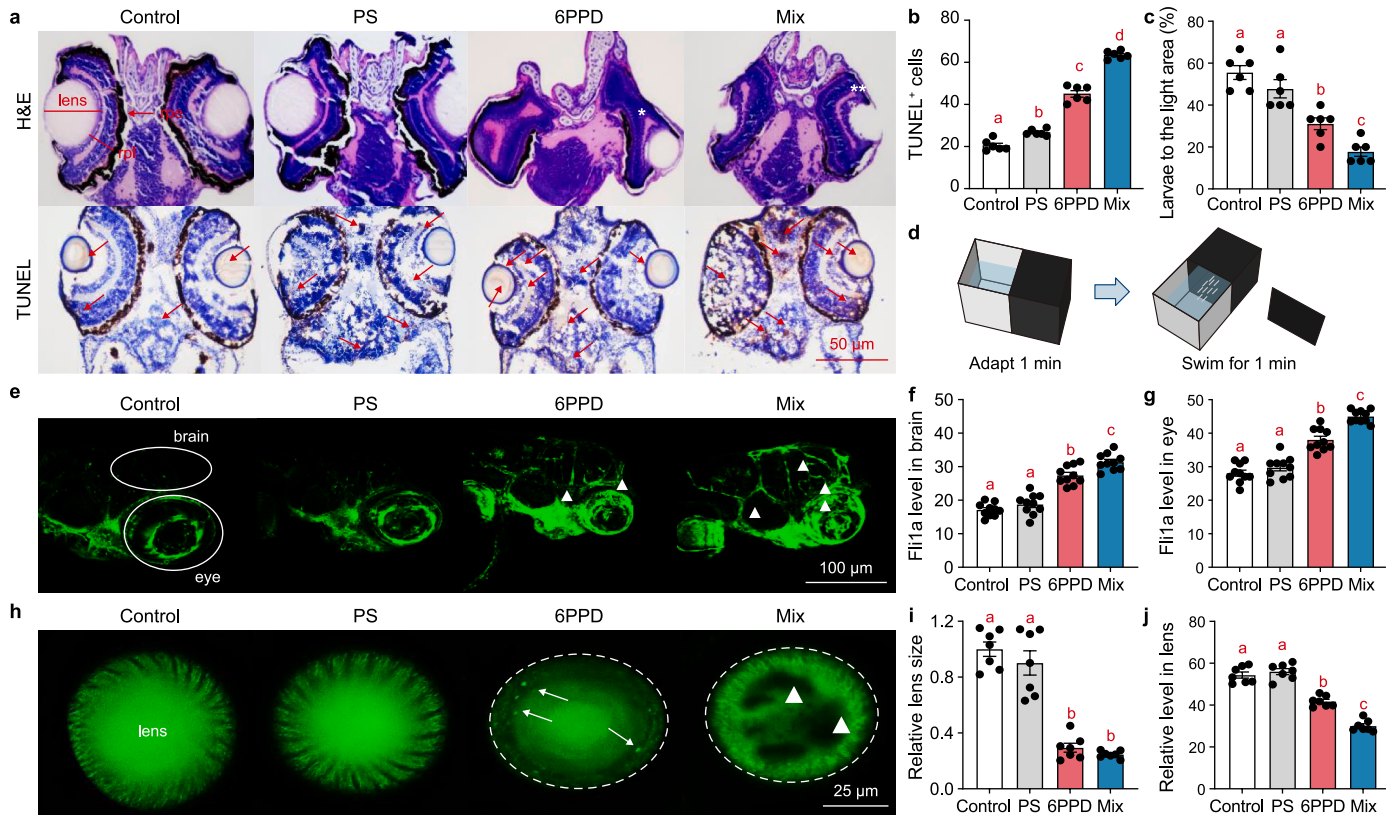 a
Control PS 6PPD Mix
H&E
lens
ms
rpl
TUNEL
50 μm
b
TUNEL⁺ cells
80
60
40
20
0
a b c d
Control PS 6PPD Mix
c
Larvae to the light area (%)
80
60
40
20
0
a a b c
Control PS 6PPD Mix
d
Adapt 1 min
Swim for 1 min
e
Control PS 6PPD Mix
brain
eye
100 μm
f
Fli1a level in brain
50
40
30
20
10
0
a a b c
Control PS 6PPD Mix
g
Fli1a level in eye
50
40
30
20
10
0
a a b c
Control PS 6PPD Mix
h
Control PS 6PPD Mix
lens
25 μm
i
Relative lens size
1.2
0.8
0.4
0.0
a a b b
Control PS 6PPD Mix
j
Relative level in lens
80
60
40
20
0
a a b c
Control PS 6PPD Mix